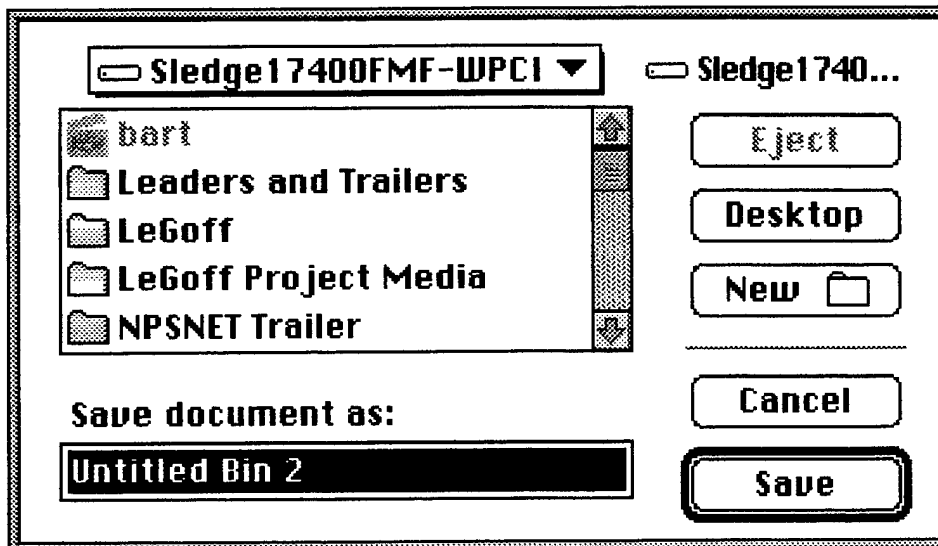 Sledge17400FMF-WPCI
Sledge1740...
bart
Leaders and Trailers
LeGoff
LeGoff Project Media
NPSNET Trailer
Eject
Desktop
New
Save document as:
Untitled Bin 2
Cancel
Save